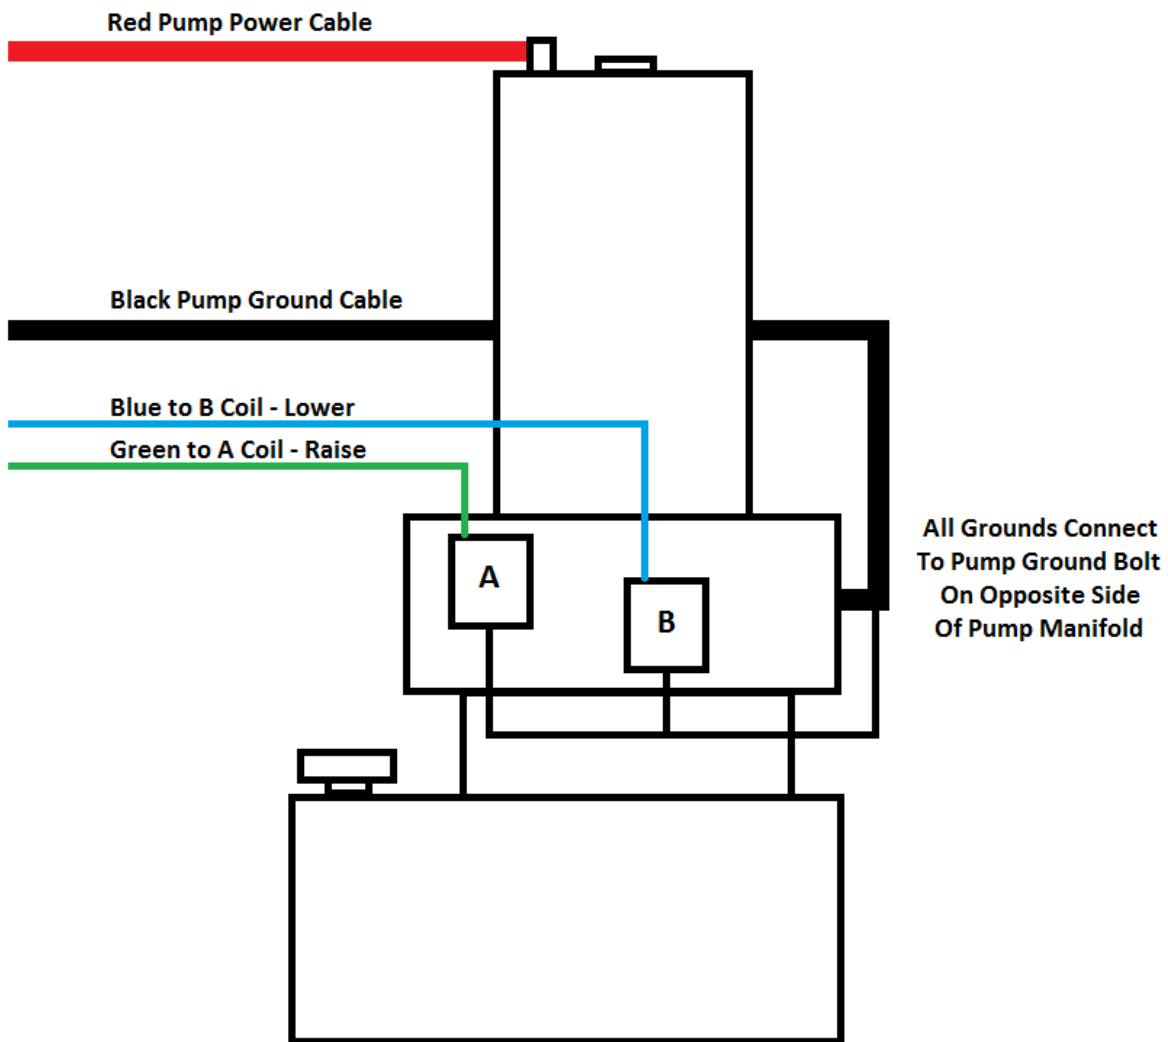 Red Pump Power Cable
Black Pump Ground Cable
Blue to B Coil - Lower
Green to A Coil - Raise
All Grounds Connect
To Pump Ground Bolt
On Opposite Side
Of Pump Manifold
A
B